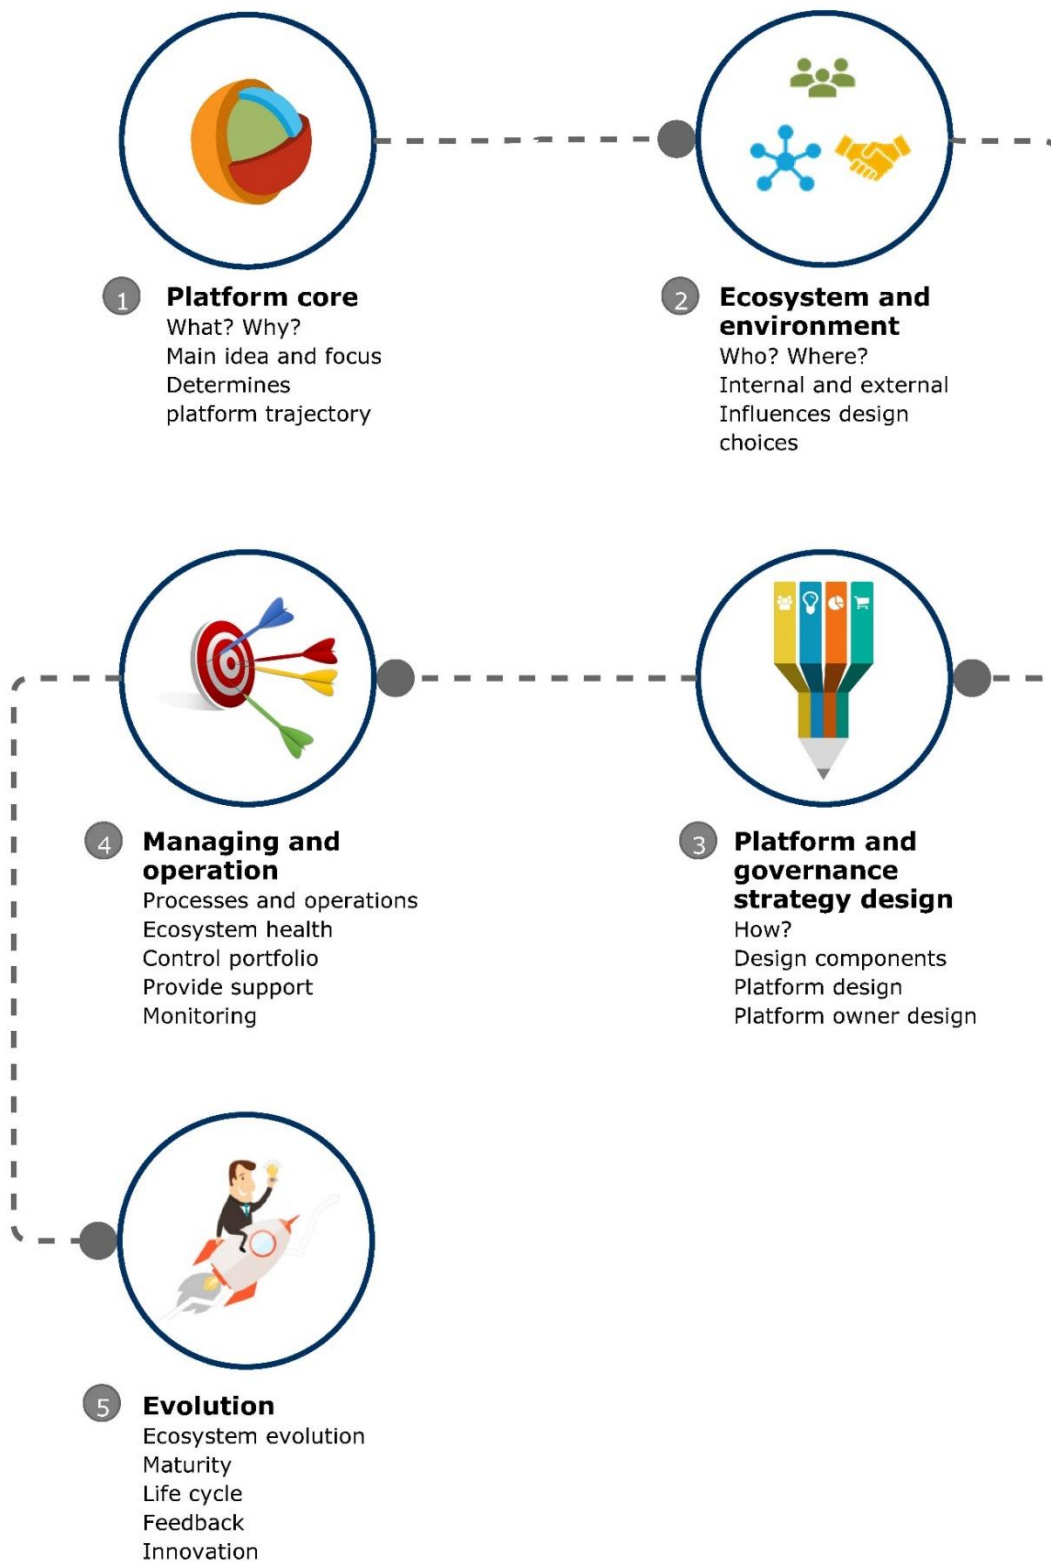 1
Platform core
What? Why?
Main idea and focus
Determines
platform trajectory
2
Ecosystem and
environment
Who? Where?
Internal and external
Influences design
choices
3
Platform and
governance
strategy design
How?
Design components
Platform design
Platform owner design
4
Managing and
operation
Processes and operations
Ecosystem health
Control portfolio
Provide support
Monitoring
5
Evolution
Ecosystem evolution
Maturity
Life cycle
Feedback
Innovation